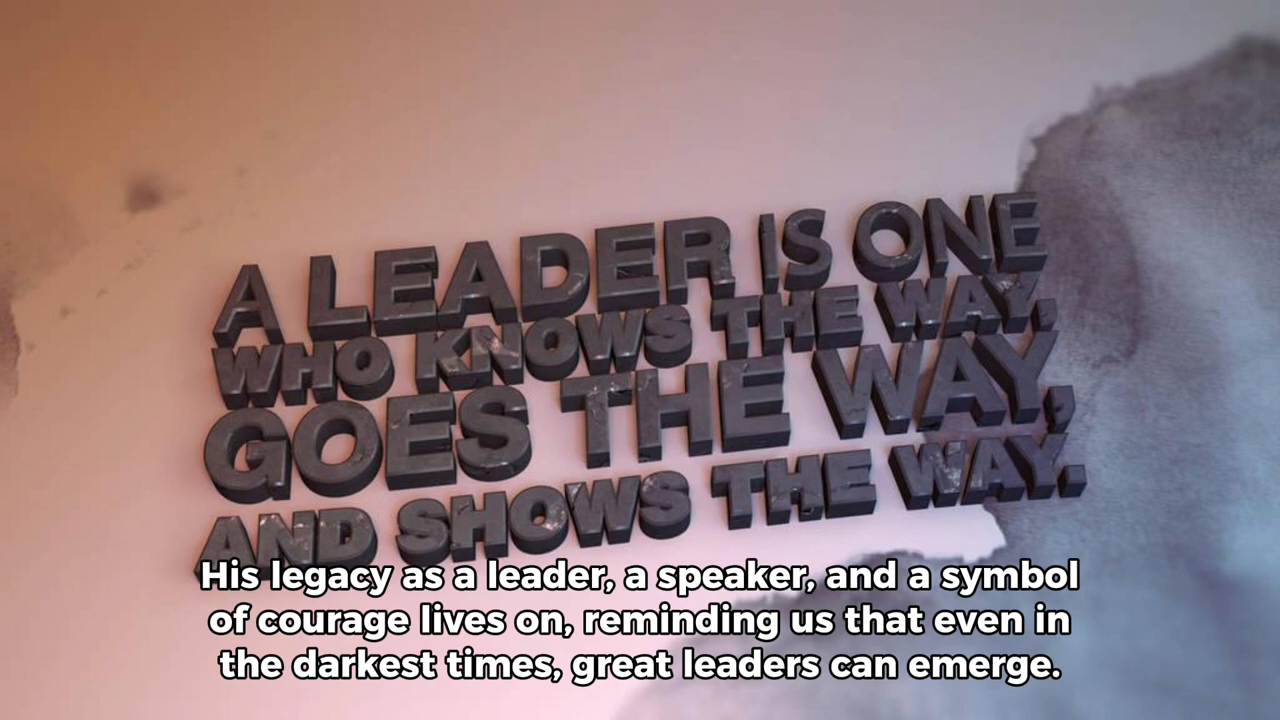 A LEADER IS ONE
WHO KNOWS THE WAY,
GOES THE WAY,
AND SHOWS THE WAY.
His legacy as a leader, a speaker, and a symbol
of courage lives on, reminding us that even in
the darkest times, great leaders can emerge.